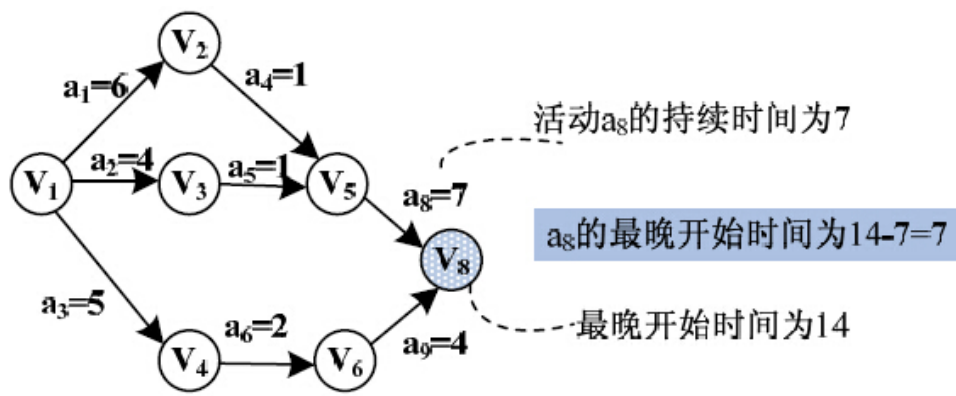 V₂
a₁=6
a₄=1
活动a₈的持续时间为7
a₂=4
a₅=1
V₁
V₃
V₅
a₈=7
a₈的最晚开始时间为14-7=7
V₈
a₃=5
a₆=2
最晚开始时间为14
a₉=4
V₄
V₆